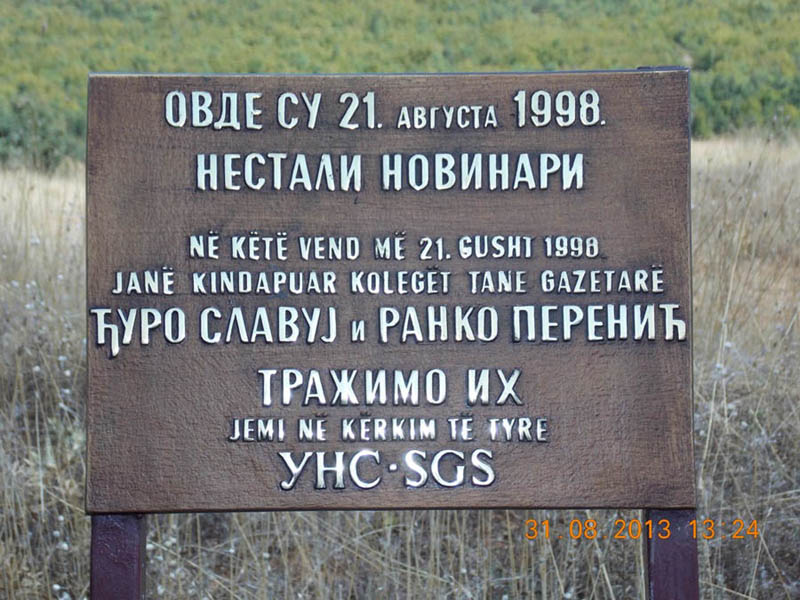 ОВДЕ СУ 21. АВГУСТА 1998.
НЕСТАЛИ НОВИНАРИ
NË KËTË VEND MË 21. GUSHT 1998
JANË KINDAPUAR KOLEGËT TANE GAZETARË
ЂУРО СЛАВУЈ и РАНКО ПЕРЕНИЋ
ТРАЖИМО ИХ
JEMI NË KËRKIM TË TYRE
УНС·SGS
31.08.2013 13:24